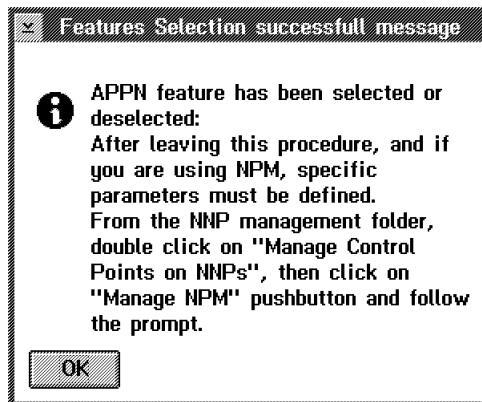 Features Selection successfull message
APPN feature has been selected or
deselected:
After leaving this procedure, and if
you are using NPM, specific
parameters must be defined.
From the NNP management folder,
double click on "Manage Control
Points on NNPs", then click on
"Manage NPM" pushbutton and follow
the prompt.
OK